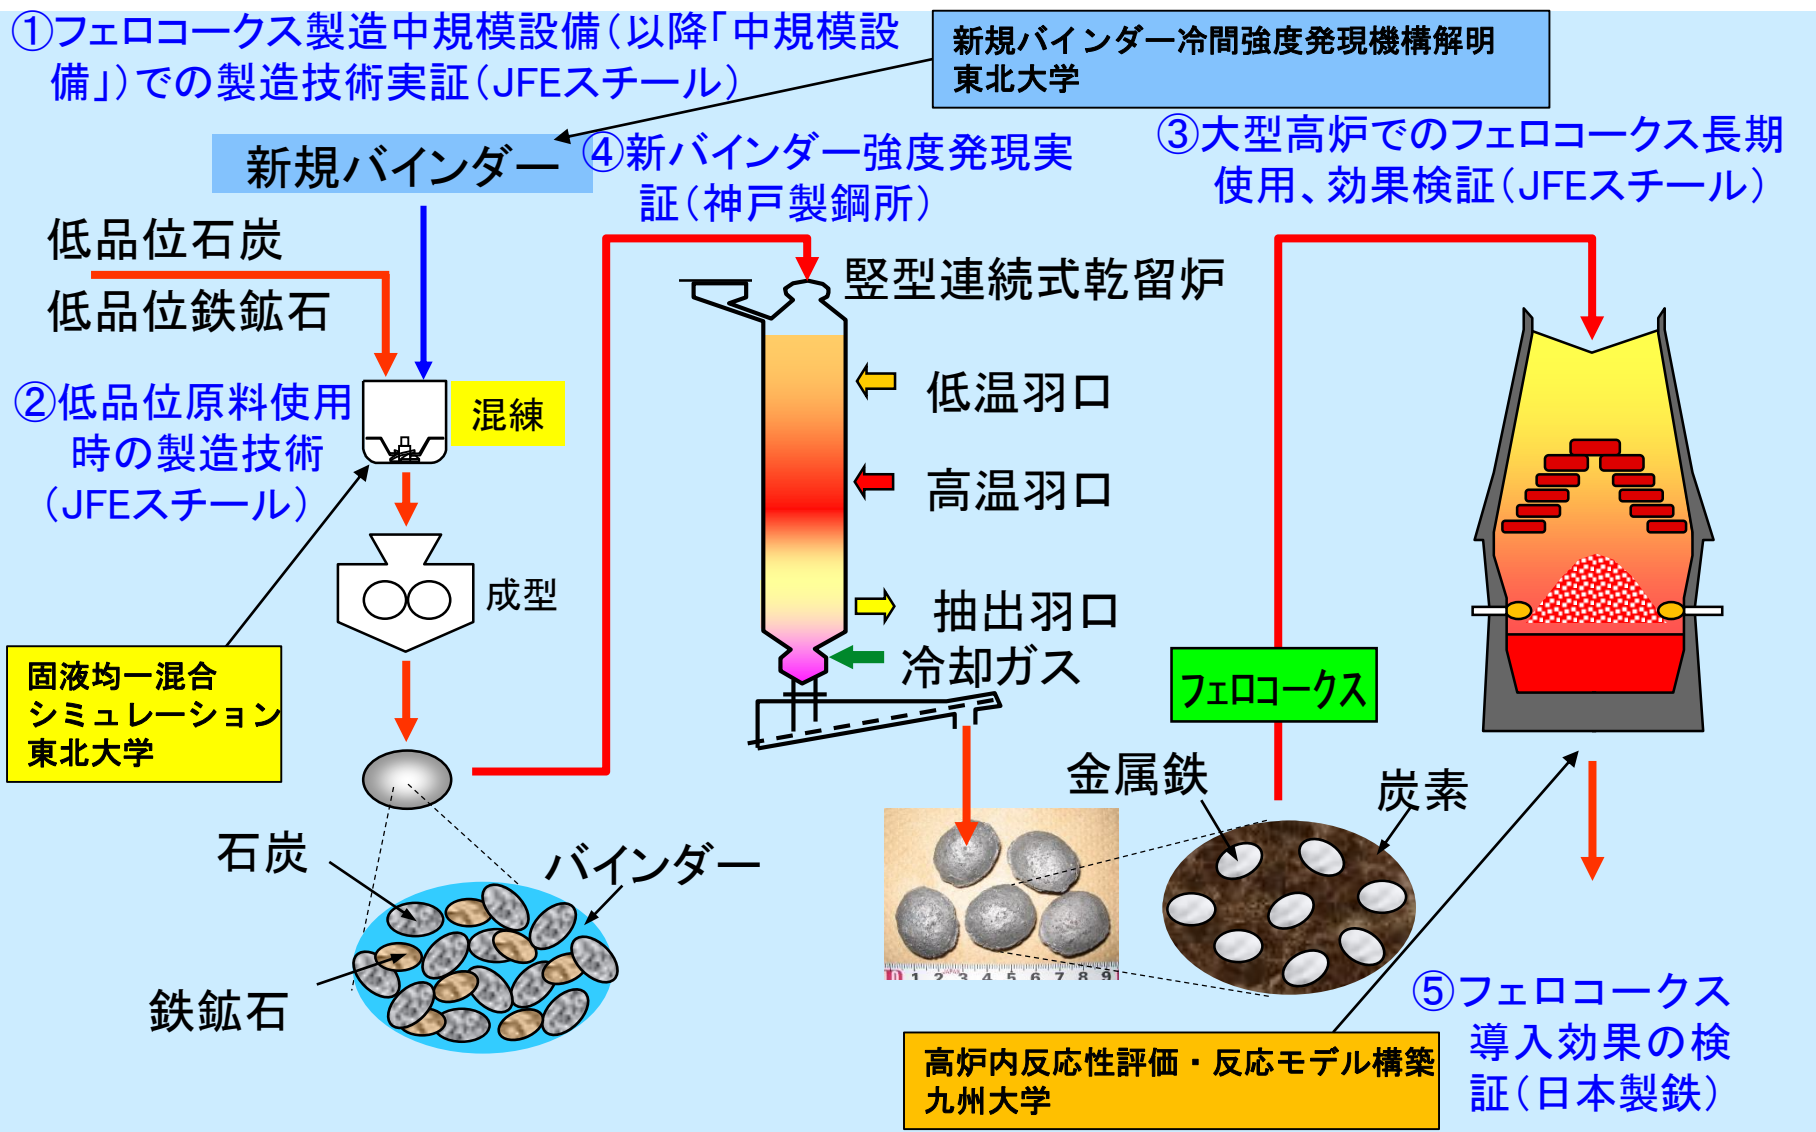 ①フェロコークス製造中規模設備(以降「中規模設
備」)での製造技術実証(JFEスチール)
新規バインダー冷間強度発現機構解明
東北大学
新規バインダー
④新バインダー強度発現実
証(神戸製鋼所)
③大型高炉でのフェロコークス長期
使用、効果検証(JFEスチール)
低品位石炭
低品位鉄鉱石
竪型連続式乾留炉
②低品位原料使用
時の製造技術
(JFEスチール)
混練
低温羽口
高温羽口
成型
抽出羽口
冷却ガス
固液均一混合
シミュレーション
東北大学
フェロコークス
金属鉄
炭素
石炭
バインダー
鉄鉱石
1 2 3 4 5 6 7 8 9
⑤フェロコークス
導入効果の検
証(日本製鉄)
高炉内反応性評価・反応モデル構築
九州大学